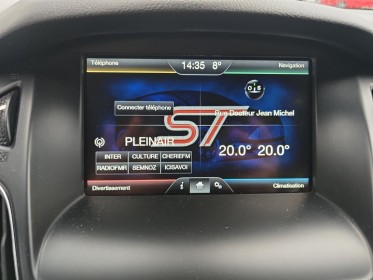 Téléphone
14:35 8°
Navigation
Connecter téléphone
O S
Rue Docteur Jean Michel
ST
PLEINAIR
20.0° 20.0°
INTER CULTURE CHERIEFM
RADIOFMR SEMNOZ ICISAVOI
Divertissement
i
Climatisation